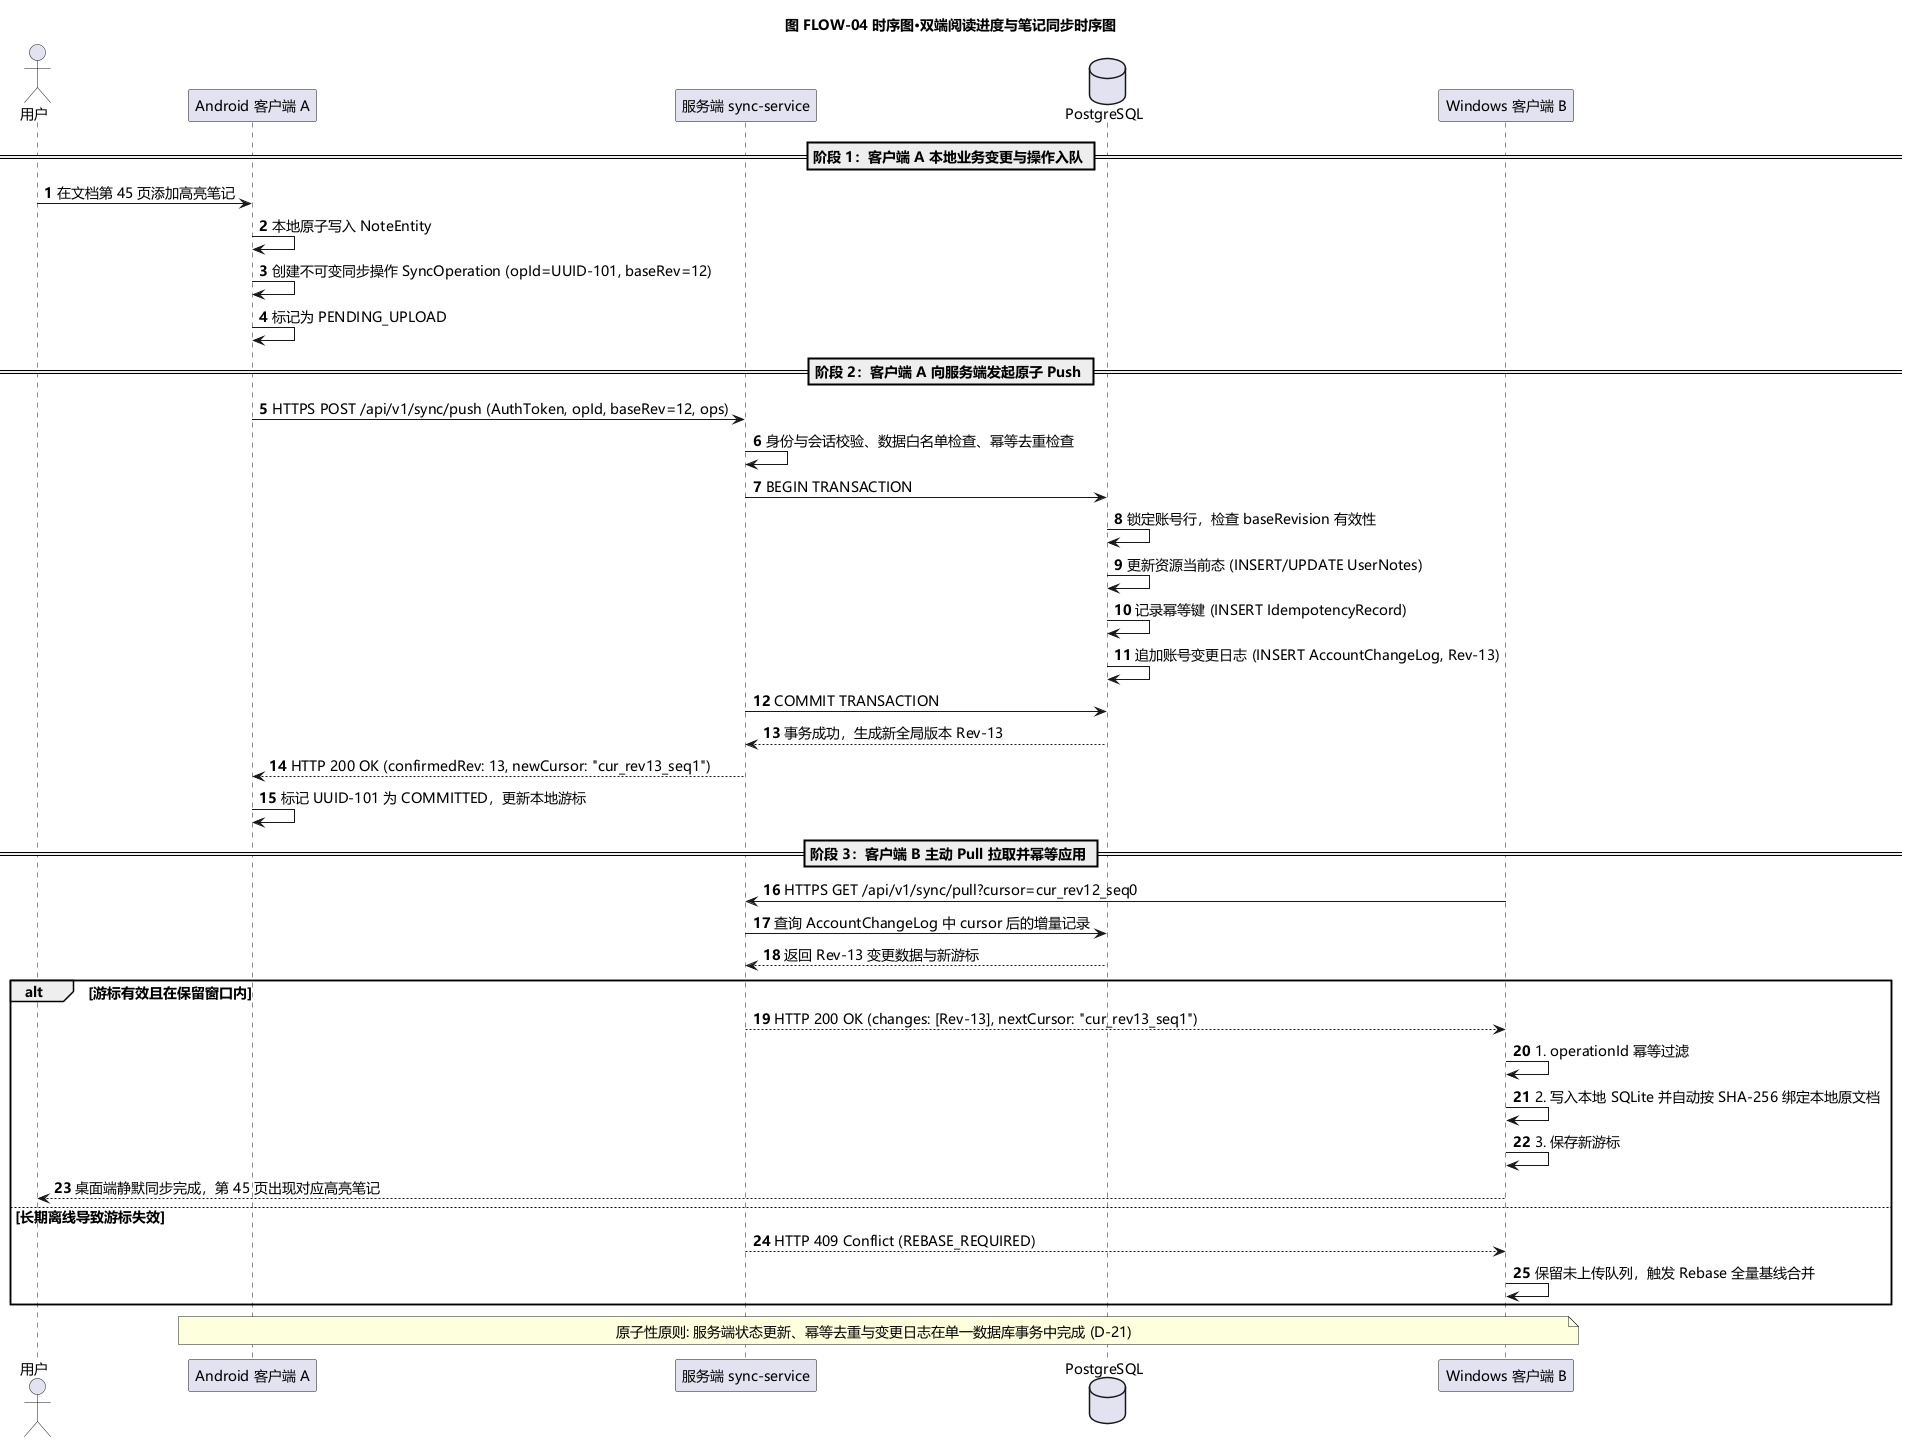 图 FLOW-04 时序图•双端阅读进度与笔记同步时序图
用户
Android 客户端 A
服务端 sync-service
PostgreSQL
Windows 客户端 B
阶段 1：客户端 A 本地业务变更与操作入队
1 在文档第 45 页添加高亮笔记
2 本地原子写入 NoteEntity
3 创建不可变同步操作 SyncOperation (opId=UUID-101, baseRev=12)
4 标记为 PENDING_UPLOAD
阶段 2：客户端 A 向服务端发起原子 Push
5 HTTPS POST /api/v1/sync/push (AuthToken, opId, baseRev=12, ops)
6 身份与会话校验、数据白名单检查、幂等去重检查
7 BEGIN TRANSACTION
8 锁定账号行，检查 baseRevision 有效性
9 更新资源当前态 (INSERT/UPDATE UserNotes)
10 记录幂等键 (INSERT IdempotencyRecord)
11 追加账号变更日志 (INSERT AccountChangeLog, Rev-13)
12 COMMIT TRANSACTION
13 事务成功，生成新全局版本 Rev-13
14 HTTP 200 OK (confirmedRev: 13, newCursor: "cur_rev13_seq1")
15 标记 UUID-101 为 COMMITTED，更新本地游标
阶段 3：客户端 B 主动 Pull 拉取并幂等应用
16 HTTPS GET /api/v1/sync/pull?cursor=cur_rev12_seq0
17 查询 AccountChangeLog 中 cursor 后的增量记录
18 返回 Rev-13 变更数据与新游标
alt [游标有效且在保留窗口内]
19 HTTP 200 OK (changes: [Rev-13], nextCursor: "cur_rev13_seq1")
20 1. operationId 幂等过滤
21 2. 写入本地 SQLite 并自动按 SHA-256 绑定本地原文档
22 3. 保存新游标
23 桌面端静默同步完成，第 45 页出现对应高亮笔记
[长期离线导致游标失效]
24 HTTP 409 Conflict (REBASE_REQUIRED)
25 保留未上传队列，触发 Rebase 全量基线合并
原子性原则: 服务端状态更新、幂等去重与变更日志在单一数据库事务中完成 (D-21)
用户
Android 客户端 A
服务端 sync-service
PostgreSQL
Windows 客户端 B